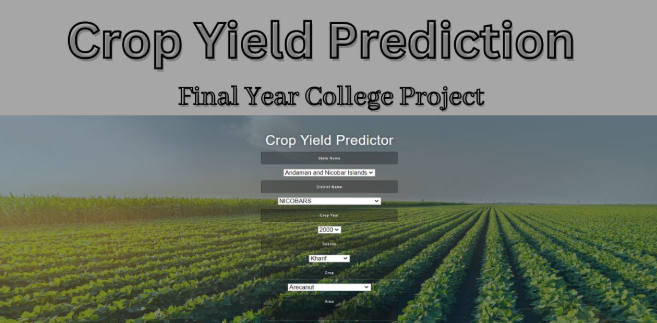 Crop Yield Prediction
Final Year College Project
Crop Yield Predictor
State Name
Andaman and Nicobar Islands
District Name
NICOBARS
Crop Year
2000
Season
Kharif
Crop
Arecanut
Area